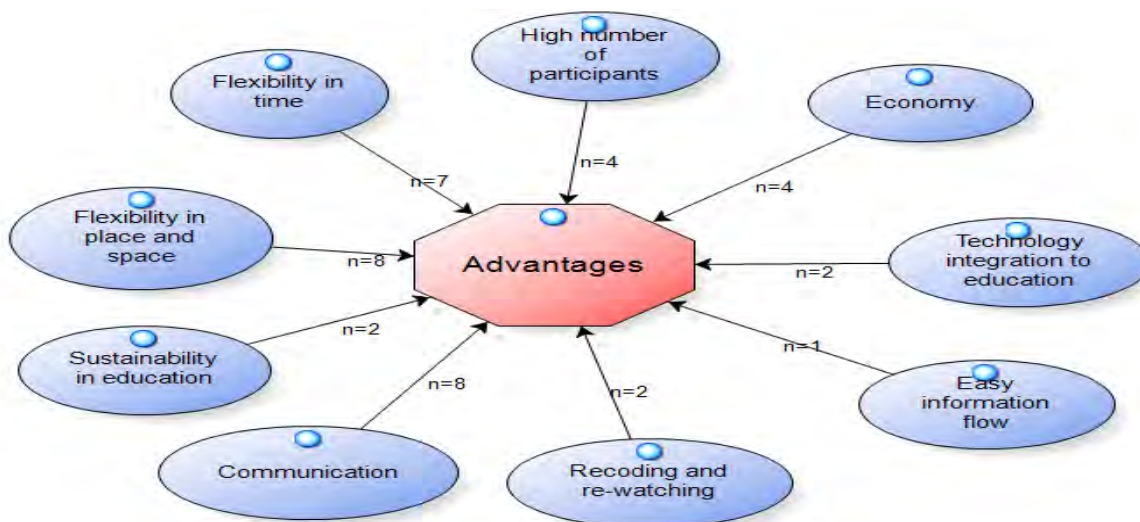 High number
of
participants
Flexibility in
time
Economy
n=4
n=7
n=4
Flexibility in
place and
space
n=8
Advantages
Technology
integration to
education
n=2
Sustainability
in education
n=2
n=1
Easy
information
flow
n=8
n=2
Communication
Recoding and
re-watching